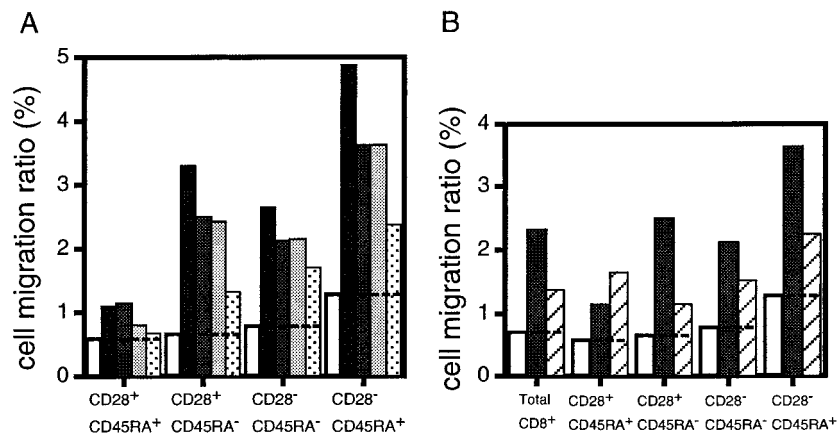 A
cell migration ratio (%)
5
4
3
2
1
0
CD28+ CD28+ CD28- CD28-
CD45RA+ CD45RA- CD45RA- CD45RA+
B
cell migration ratio (%)
4
3
2
1
0
Total CD28+ CD28+ CD28- CD28-
CD8+ CD45RA+ CD45RA- CD45RA- CD45RA+